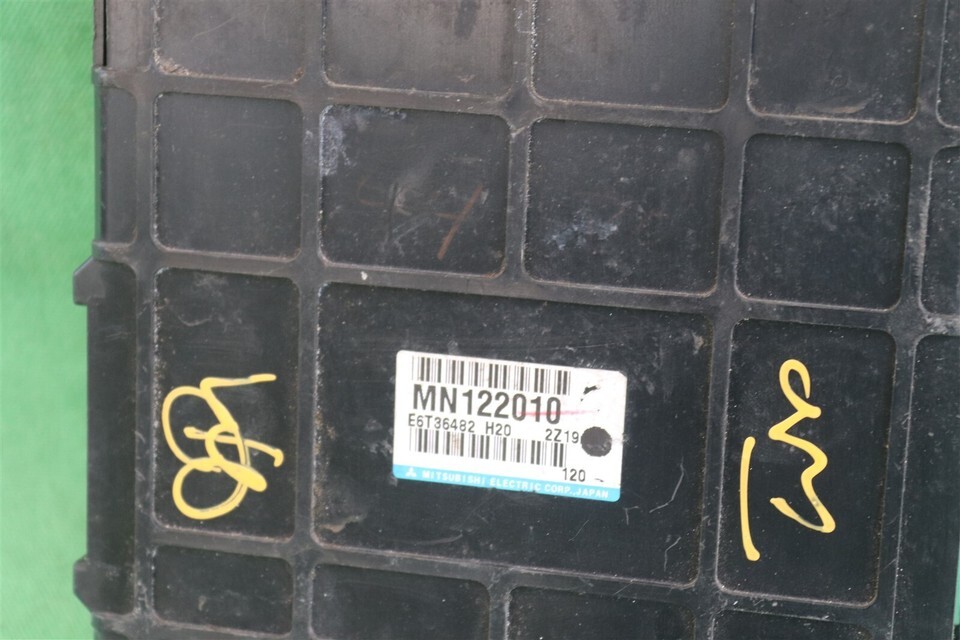 MN122010
E6T36482 H20 2Z19
120
MITSUBISHI ELECTRIC CORP., JAPAN